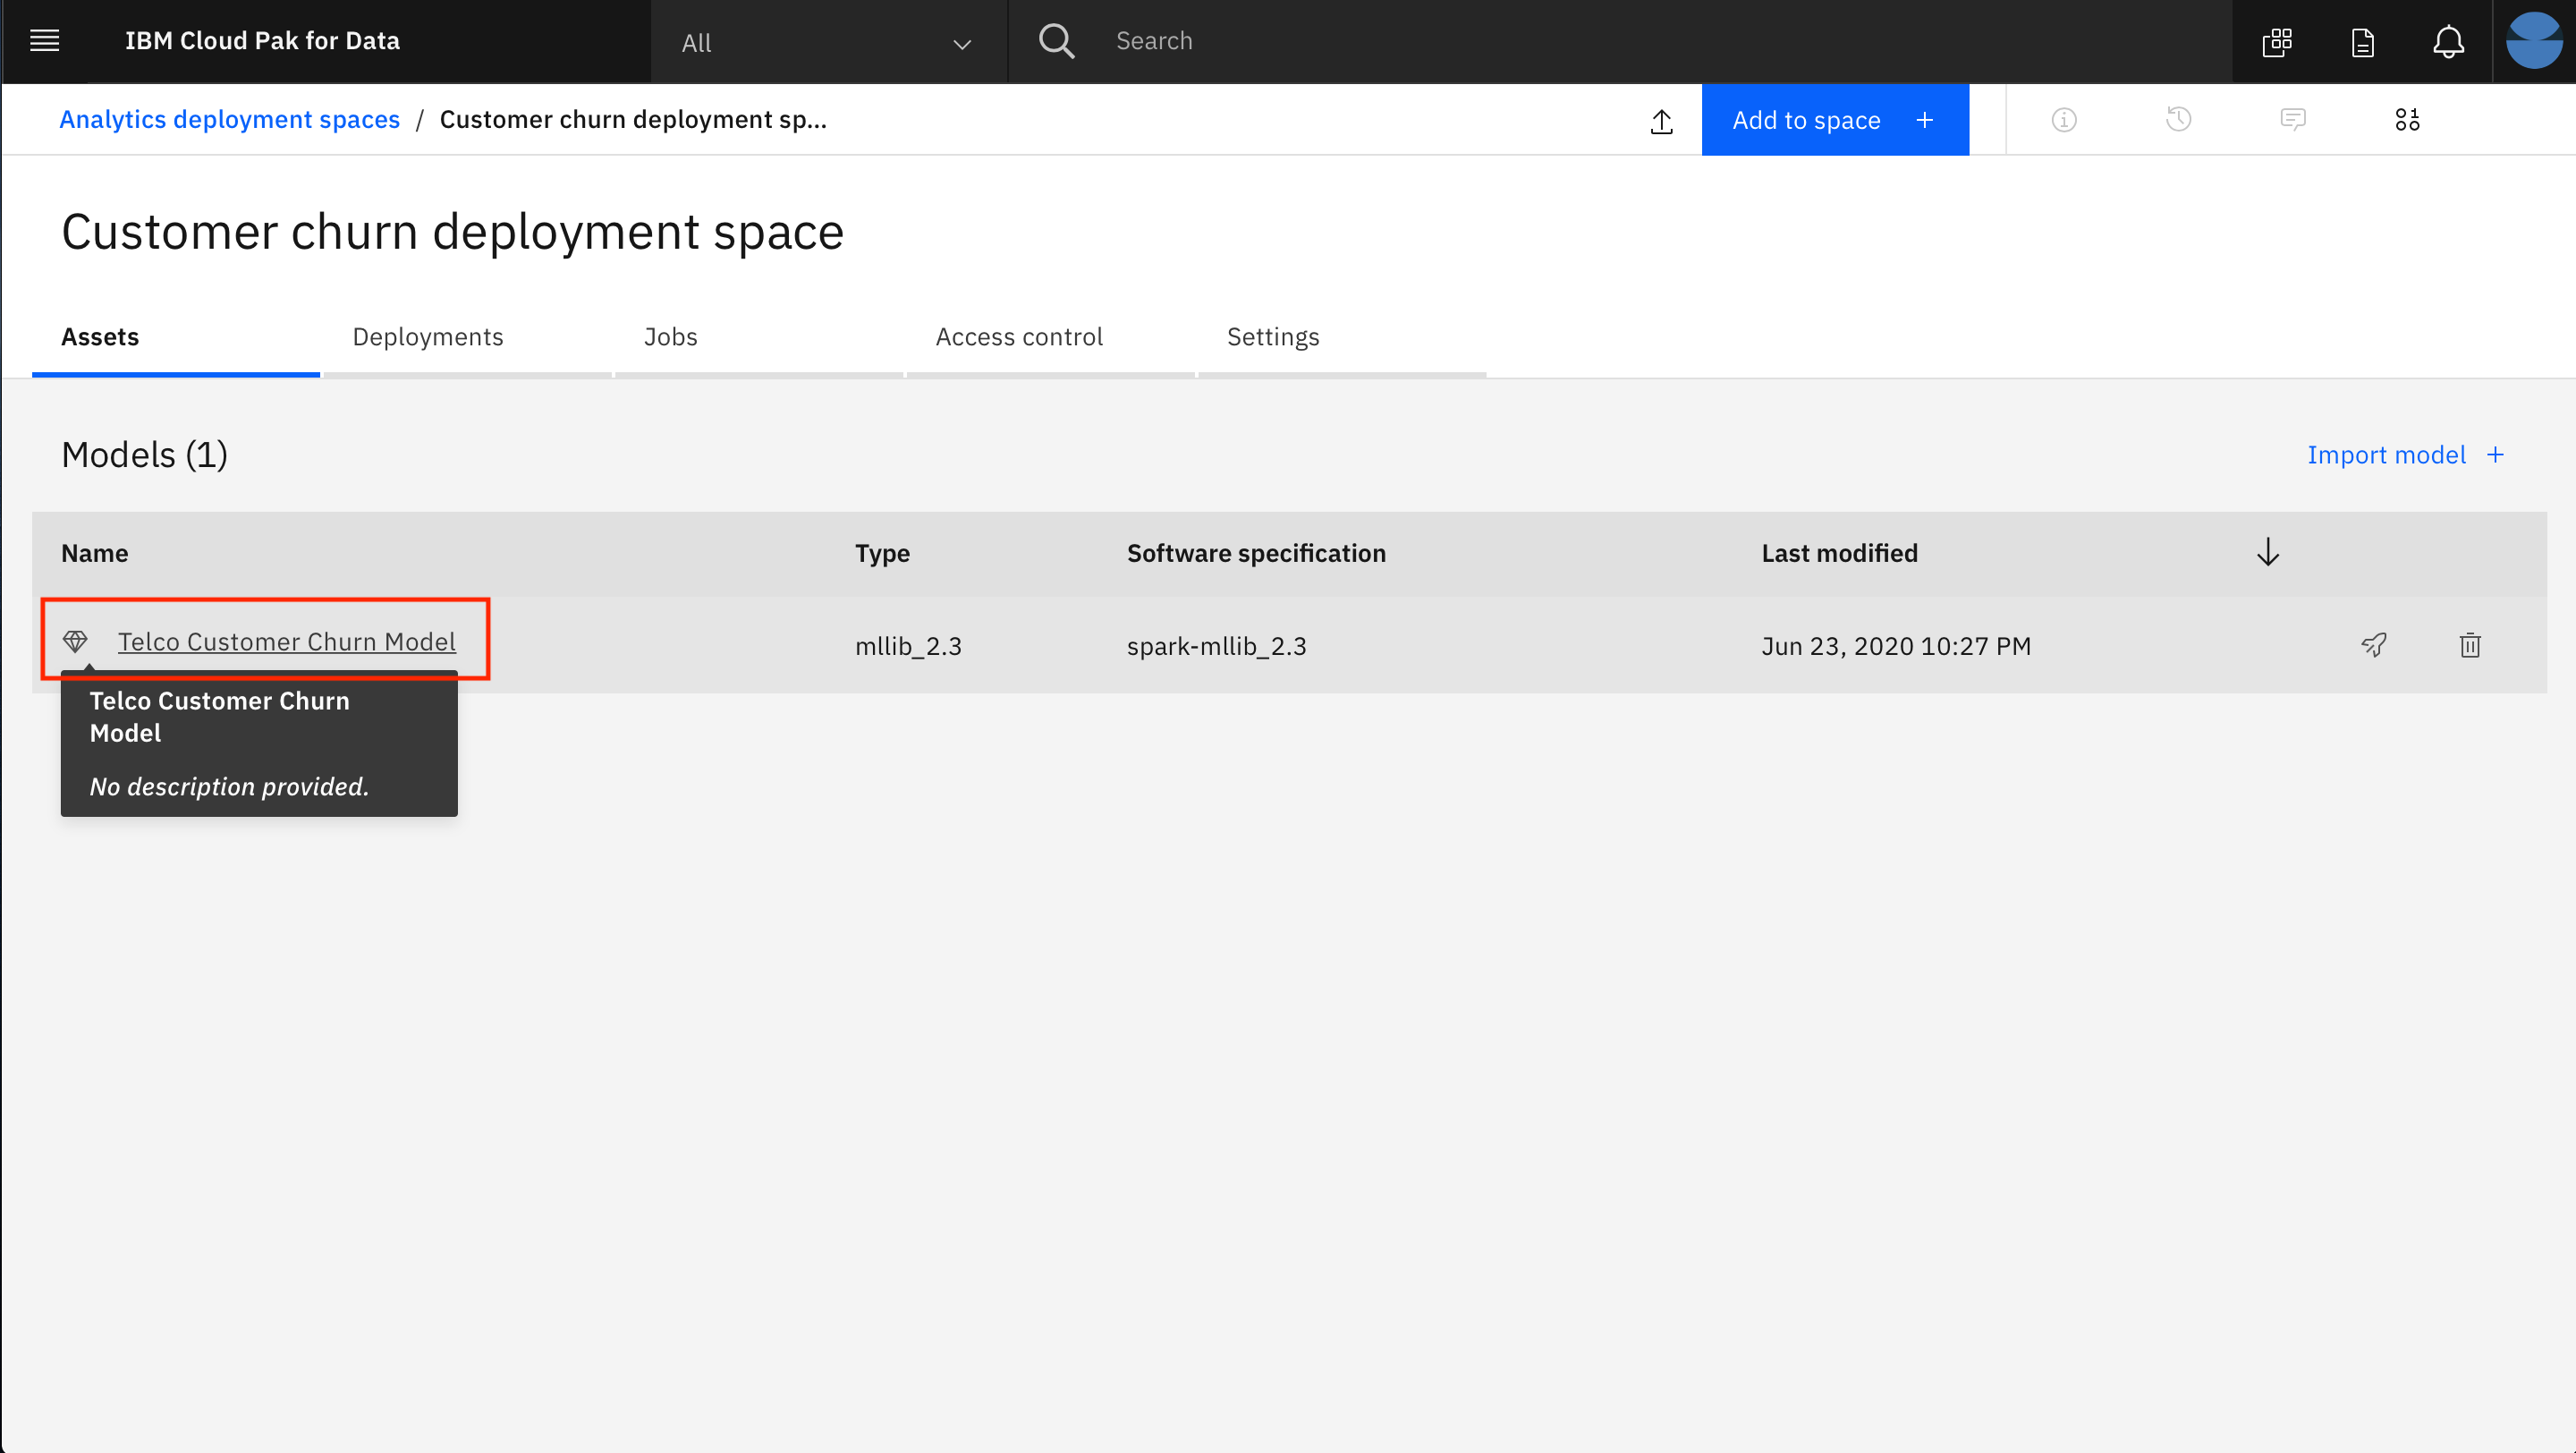 IBM Cloud Pak for Data
All
Search
Analytics deployment spaces / Customer churn deployment sp...
Add to space +
Customer churn deployment space
Assets
Deployments
Jobs
Access control
Settings
Models (1)
Import model +
Name
Type
Software specification
Last modified
Telco Customer Churn Model
mllib_2.3
spark-mllib_2.3
Jun 23, 2020 10:27 PM
Telco Customer Churn
Model
No description provided.